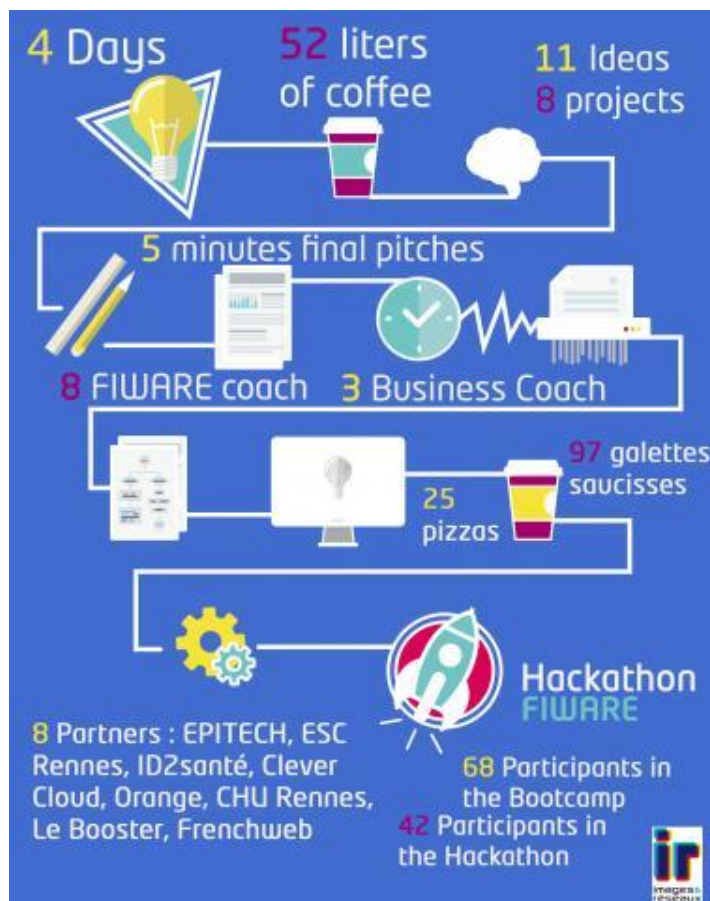 4 Days
52 liters
of coffee
11 Ideas
8 projects
5 minutes final pitches
8 FIWARE coach
3 Business Coach
97 galettes
saucisses
25
pizzas
Hackathon
FIWARE
8 Partners : EPITECH, ESC
Rennes, ID2santé, Clever
Cloud, Orange, CHU Rennes,
Le Booster, Frenchweb
68 Participants in
the Bootcamp
42 Participants in
the Hackathon
ir
images&
réseaux